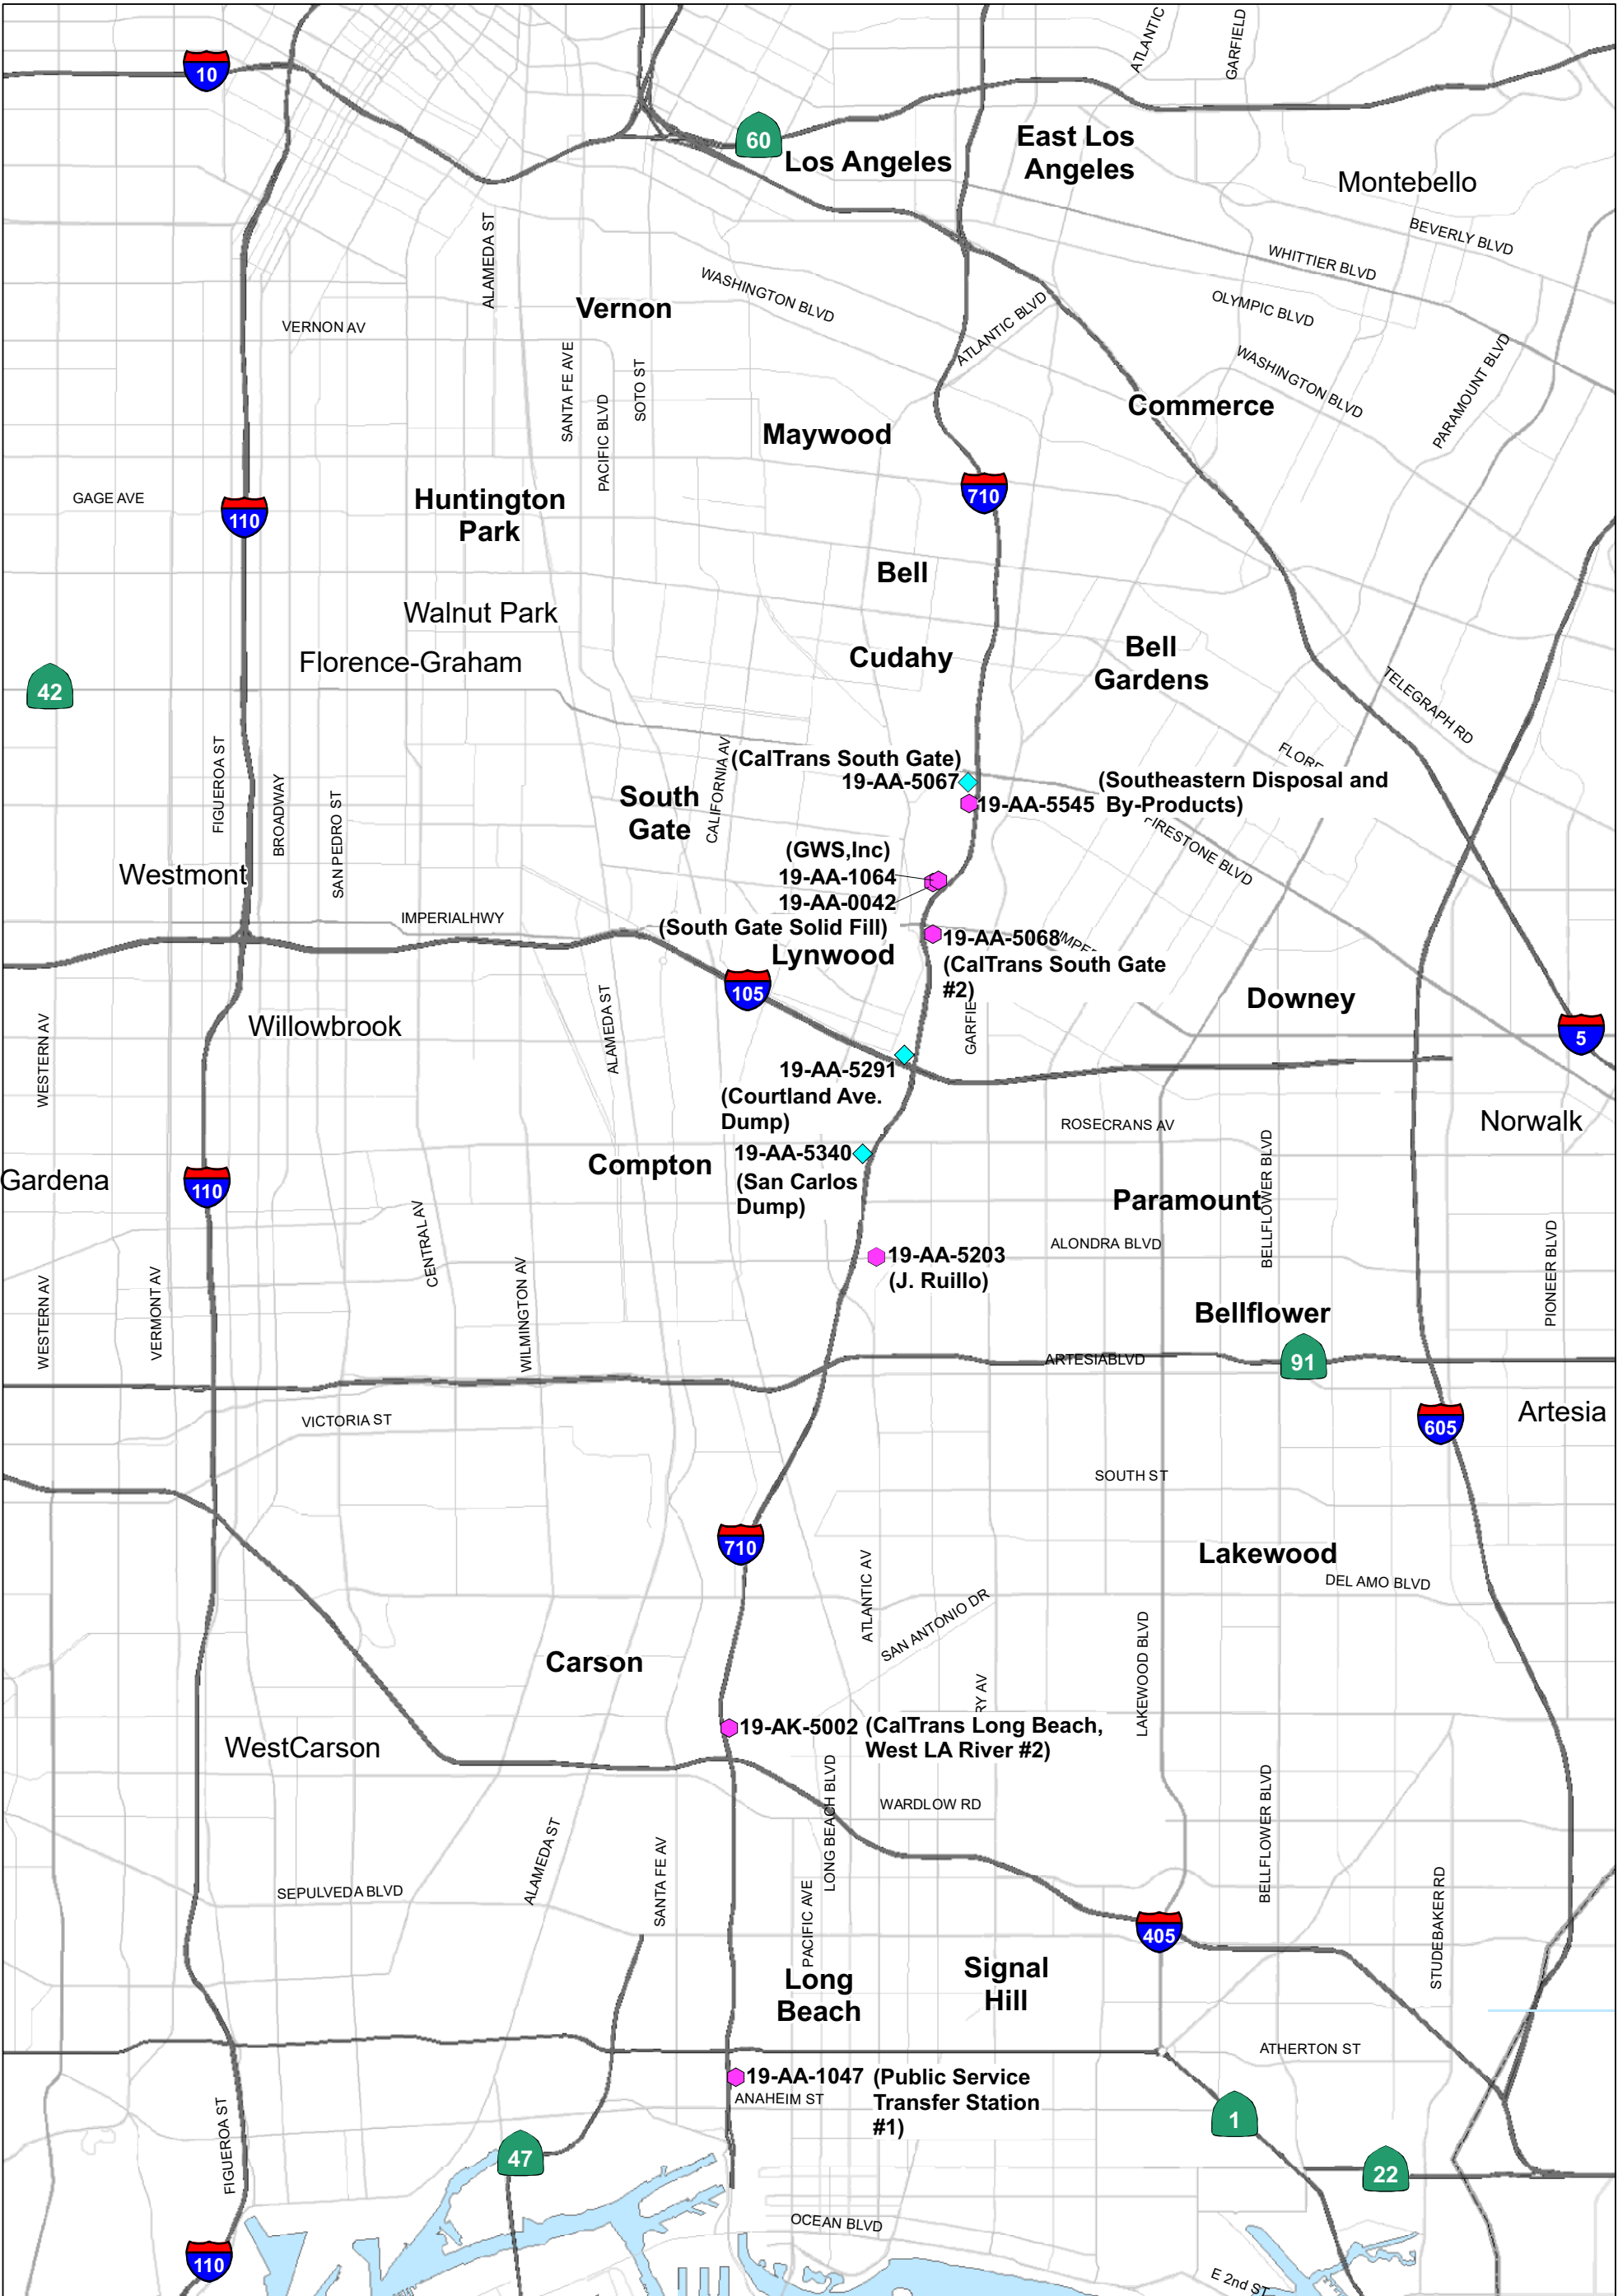 ATLANTIC
GARFIELD
10
60
Los Angeles
East Los
Angeles
Montebello
BEVERLY BLVD
WHITTIER BLVD
ALAMEDA ST
WASHINGTON BLVD
Vernon
OLYMPIC BLVD
ATLANTIC BLVD
VERNON AV
SANTA FE AVE
SOTO ST
PACIFIC BLVD
WASHINGTON BLVD
PARAMOUNT BLVD
Commerce
Maywood
710
GAGE AVE
110
Huntington
Park
Bell
Walnut Park
Florence-Graham
Cudahy
Bell
Gardens
42
TELEGRAPH RD
FIGUEROA ST
BROADWAY
SAN PEDRO ST
CALIFORNIA AV
(CalTrans South Gate)
19-AA-5067
19-AA-5545
(Southeastern Disposal and
By-Products)
South
Gate
FIRESTONE BLVD
(GWS,Inc)
19-AA-1064
19-AA-0042
(South Gate Solid Fill)
Westmont
IMPERIALHWY
19-AA-5068
(CalTrans South Gate
#2)
Lynwood
105
Downey
5
Willowbrook
WESTERN AV
ALAMEDA ST
19-AA-5291
(Courtland Ave.
Dump)
ROSECRANS AV
Norwalk
19-AA-5340
(San Carlos
Dump)
Compton
Gardena
110
Paramount
BELLFLOWER BLVD
ALONDRA BLVD
19-AA-5203
(J. Ruillo)
CENTRAL AV
WILMINGTON AV
WESTERN AV
VERMONT AV
PIONEER BLVD
Bellflower
ARTESIABLVD
91
Artesia
605
VICTORIA ST
SOUTH ST
710
Lakewood
DEL AMO BLVD
ATLANTIC AV
SAN ANTONIO DR
LAKEWOOD BLVD
Carson
RY AV
19-AK-5002
(CalTrans Long Beach,
West LA River #2)
WestCarson
LONG BEACH BLVD
WARDLOW RD
BELLFLOWER BLVD
SEPULVEDA BLVD
ALAMEDA ST
SANTA FE AV
PACIFIC AVE
STUDEBAKER RD
405
Long
Beach
Signal
Hill
ATHERTON ST
19-AA-1047
(Public Service
Transfer Station
#1)
ANAHEIM ST
1
FIGUEROA ST
47
22
OCEAN BLVD
110
E 2nd ST